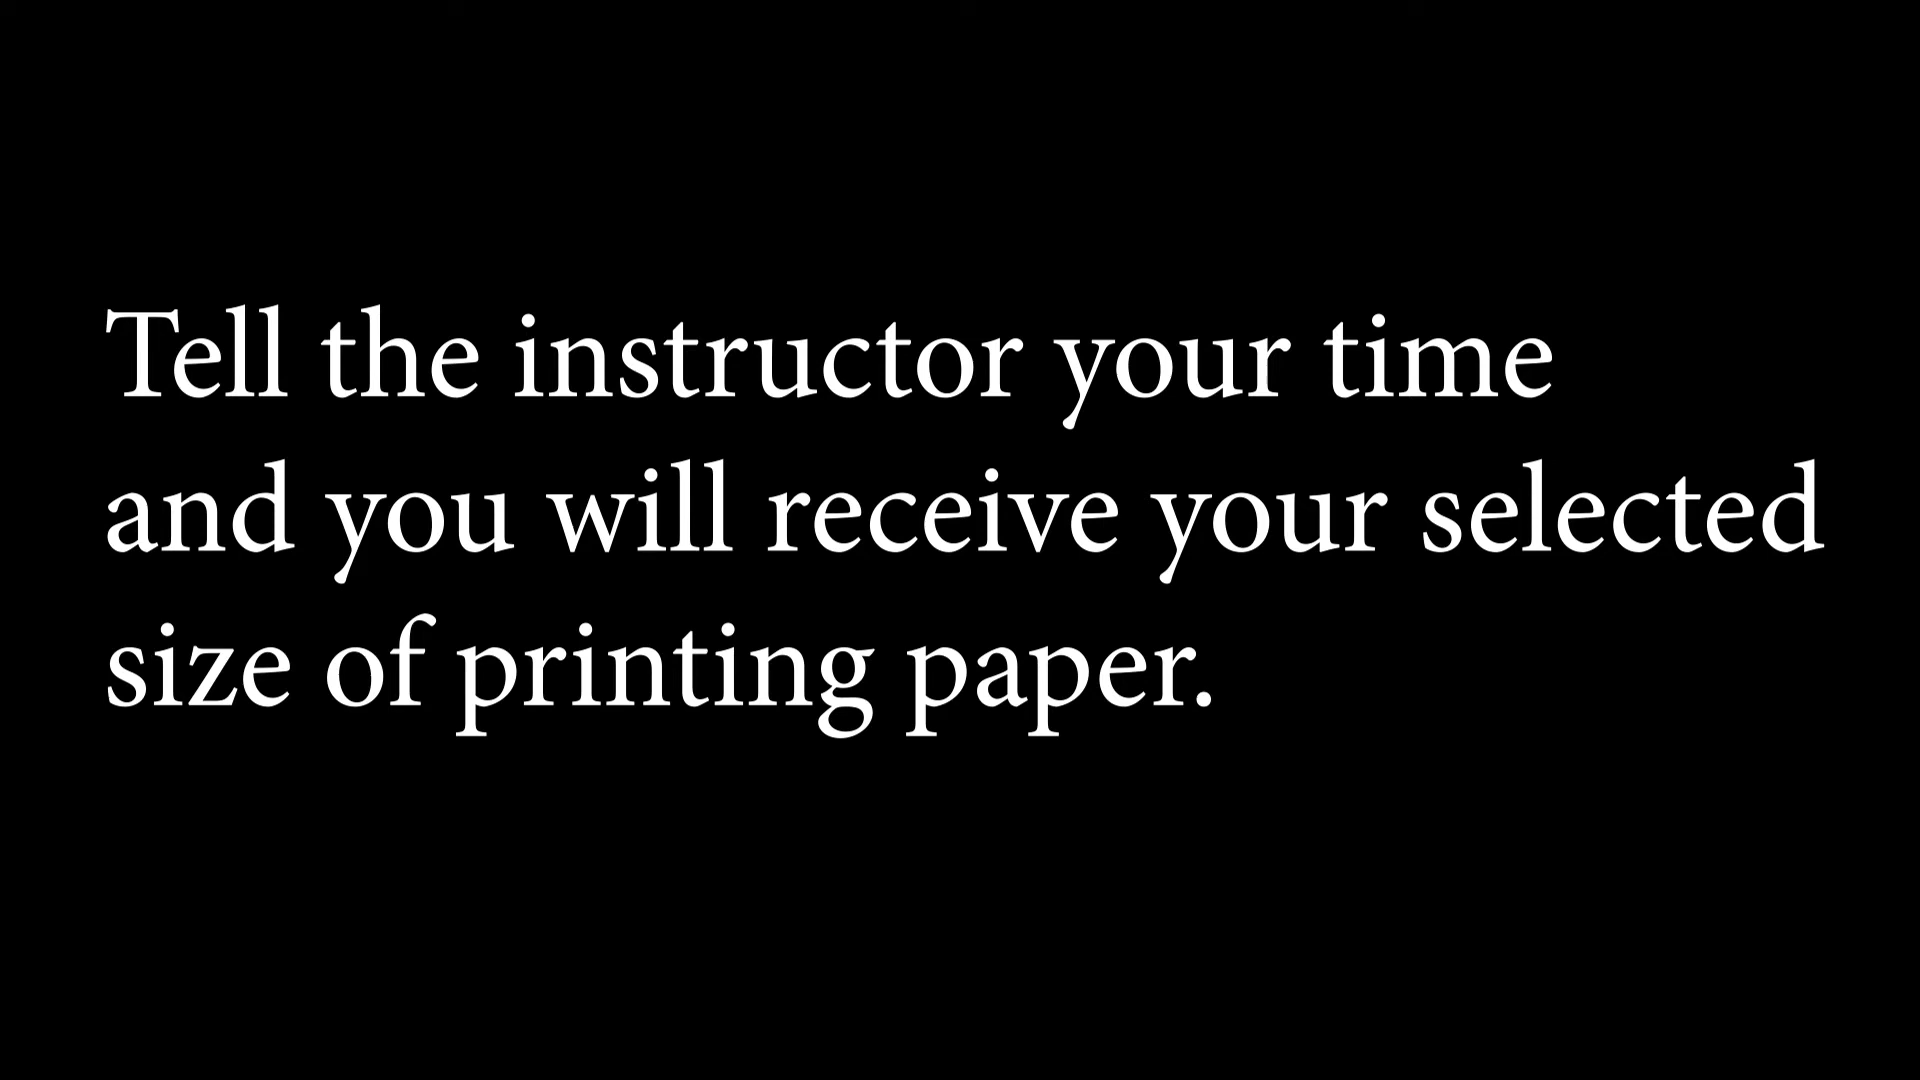 Tell the instructor your time
and you will receive your selected
size of printing paper.